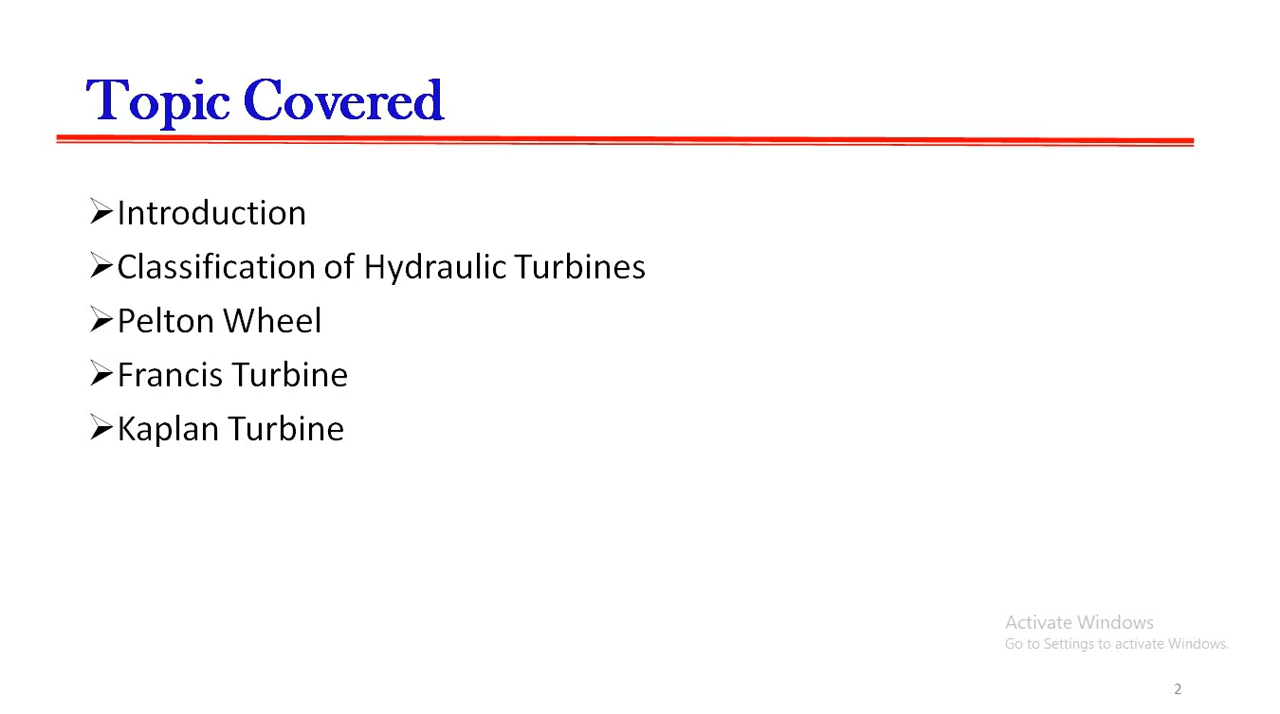 Topic Covered
➢Introduction
➢Classification of Hydraulic Turbines
➢Pelton Wheel
➢Francis Turbine
➢Kaplan Turbine
Activate Windows
Go to Settings to activate Windows.
2